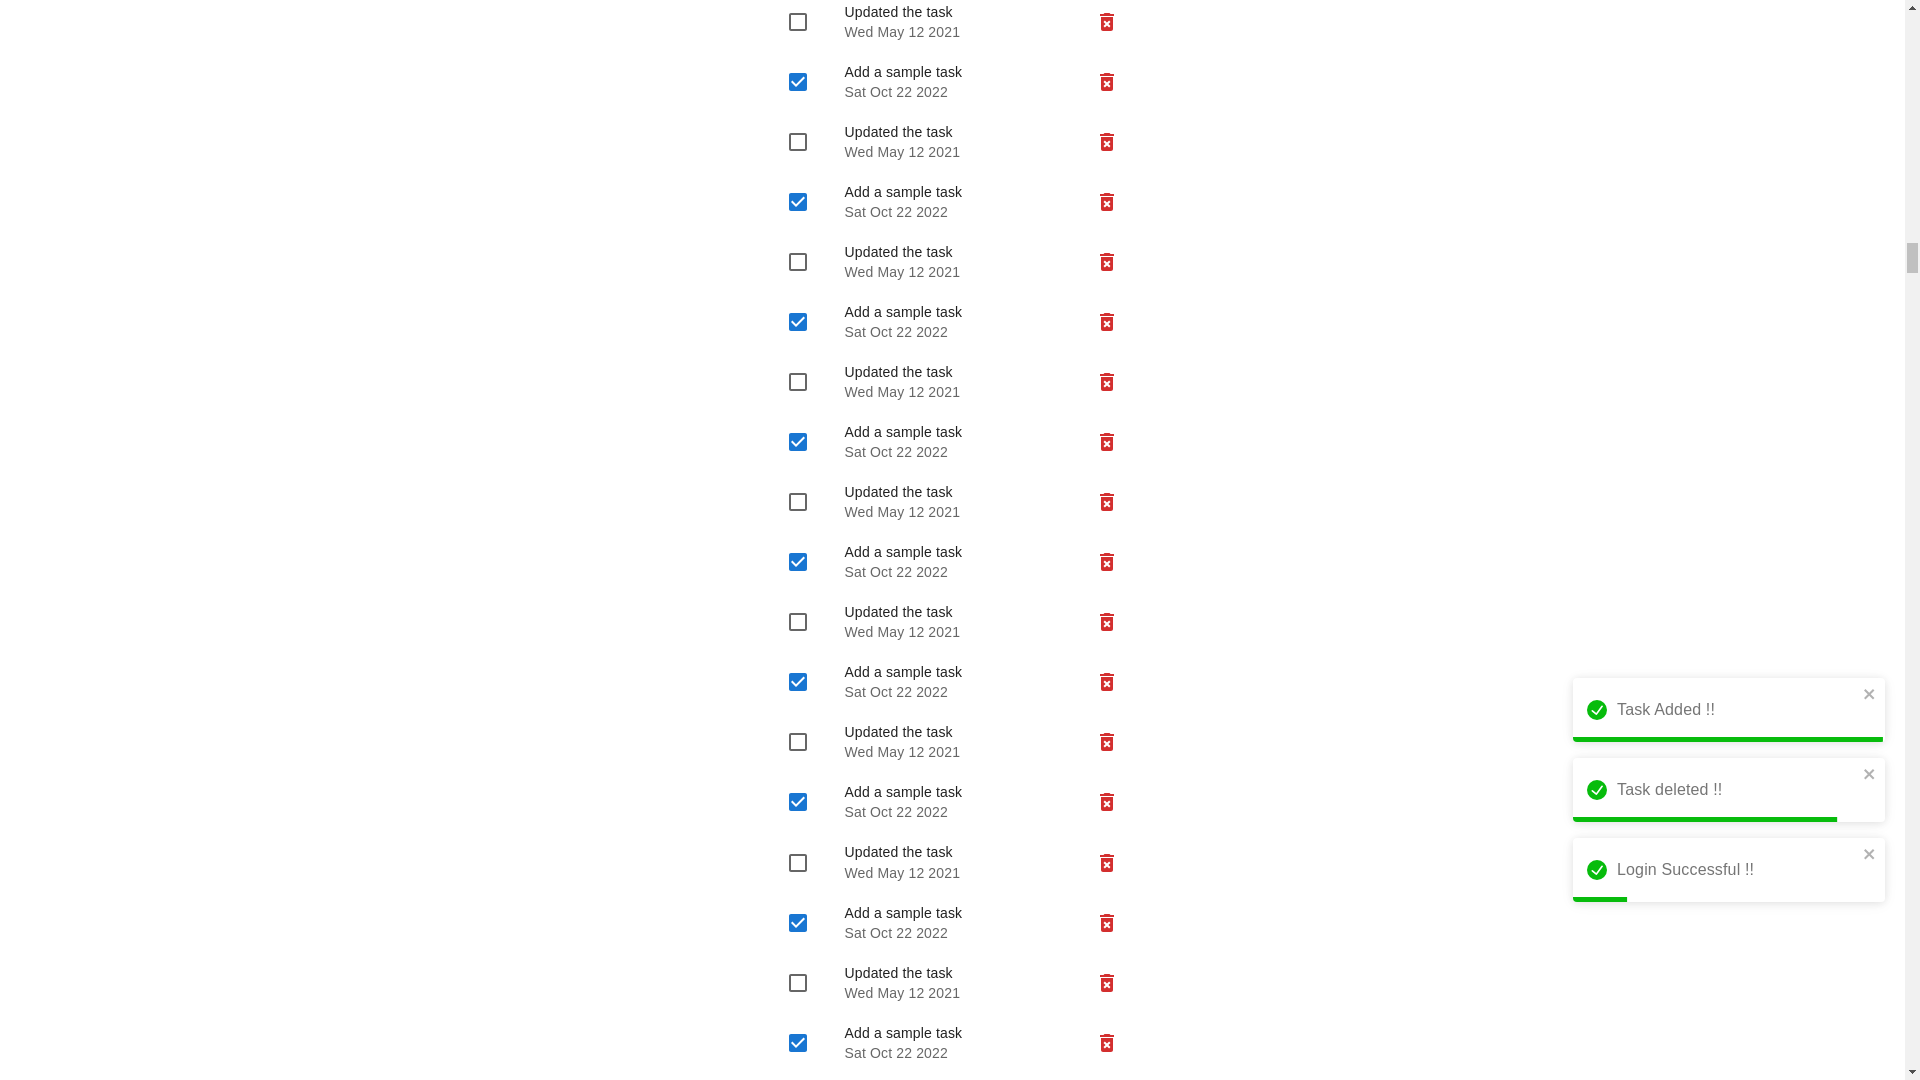 Updated the task
Wed May 12 2021
Add a sample task
Sat Oct 22 2022
Updated the task
Wed May 12 2021
Add a sample task
Sat Oct 22 2022
Updated the task
Wed May 12 2021
Add a sample task
Sat Oct 22 2022
Updated the task
Wed May 12 2021
Add a sample task
Sat Oct 22 2022
Updated the task
Wed May 12 2021
Add a sample task
Sat Oct 22 2022
Updated the task
Wed May 12 2021
Add a sample task
Sat Oct 22 2022
Updated the task
Wed May 12 2021
Add a sample task
Sat Oct 22 2022
Updated the task
Wed May 12 2021
Add a sample task
Sat Oct 22 2022
Updated the task
Wed May 12 2021
Add a sample task
Sat Oct 22 2022
Task Added !!
Task deleted !!
Login Successful !!